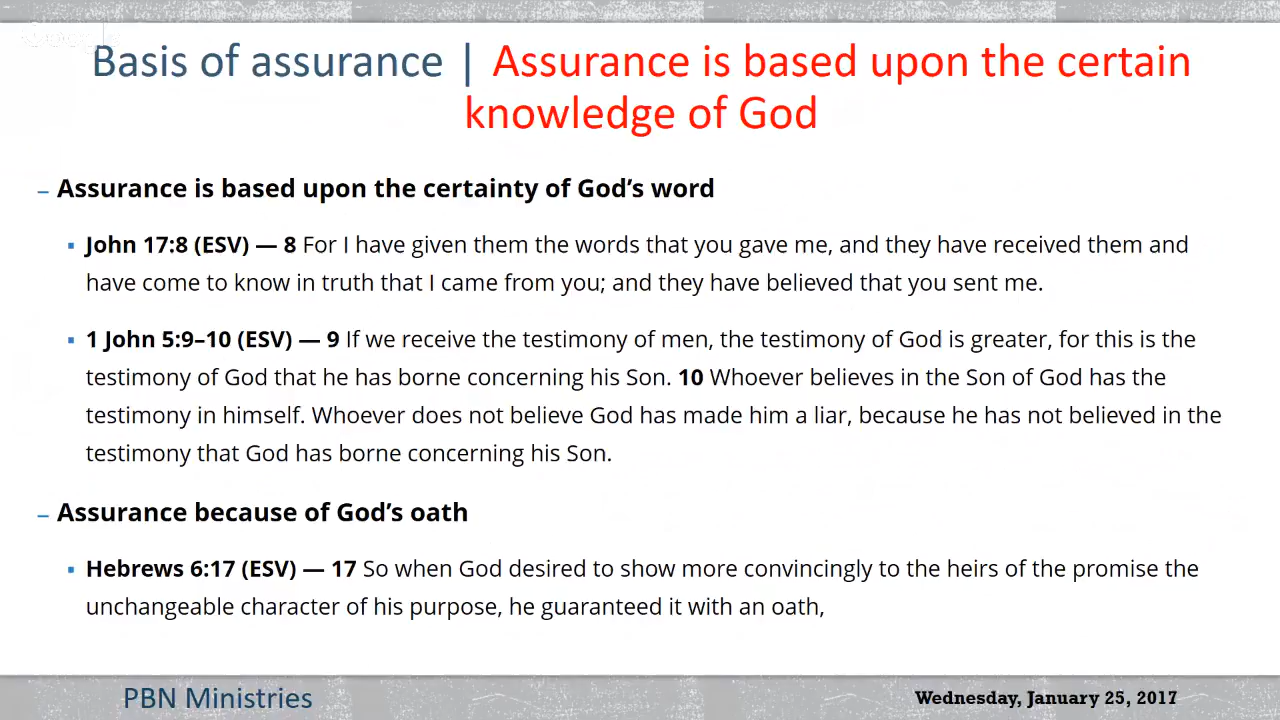 Basis of assurance | Assurance is based upon the certain
knowledge of God
– Assurance is based upon the certainty of God’s word
▪ John 17:8 (ESV) — 8 For I have given them the words that you gave me, and they have received them and
have come to know in truth that I came from you; and they have believed that you sent me.
▪ 1 John 5:9–10 (ESV) — 9 If we receive the testimony of men, the testimony of God is greater, for this is the
testimony of God that he has borne concerning his Son. 10 Whoever believes in the Son of God has the
testimony in himself. Whoever does not believe God has made him a liar, because he has not believed in the
testimony that God has borne concerning his Son.
– Assurance because of God’s oath
▪ Hebrews 6:17 (ESV) — 17 So when God desired to show more convincingly to the heirs of the promise the
unchangeable character of his purpose, he guaranteed it with an oath,
PBN Ministries
Wednesday, January 25, 2017